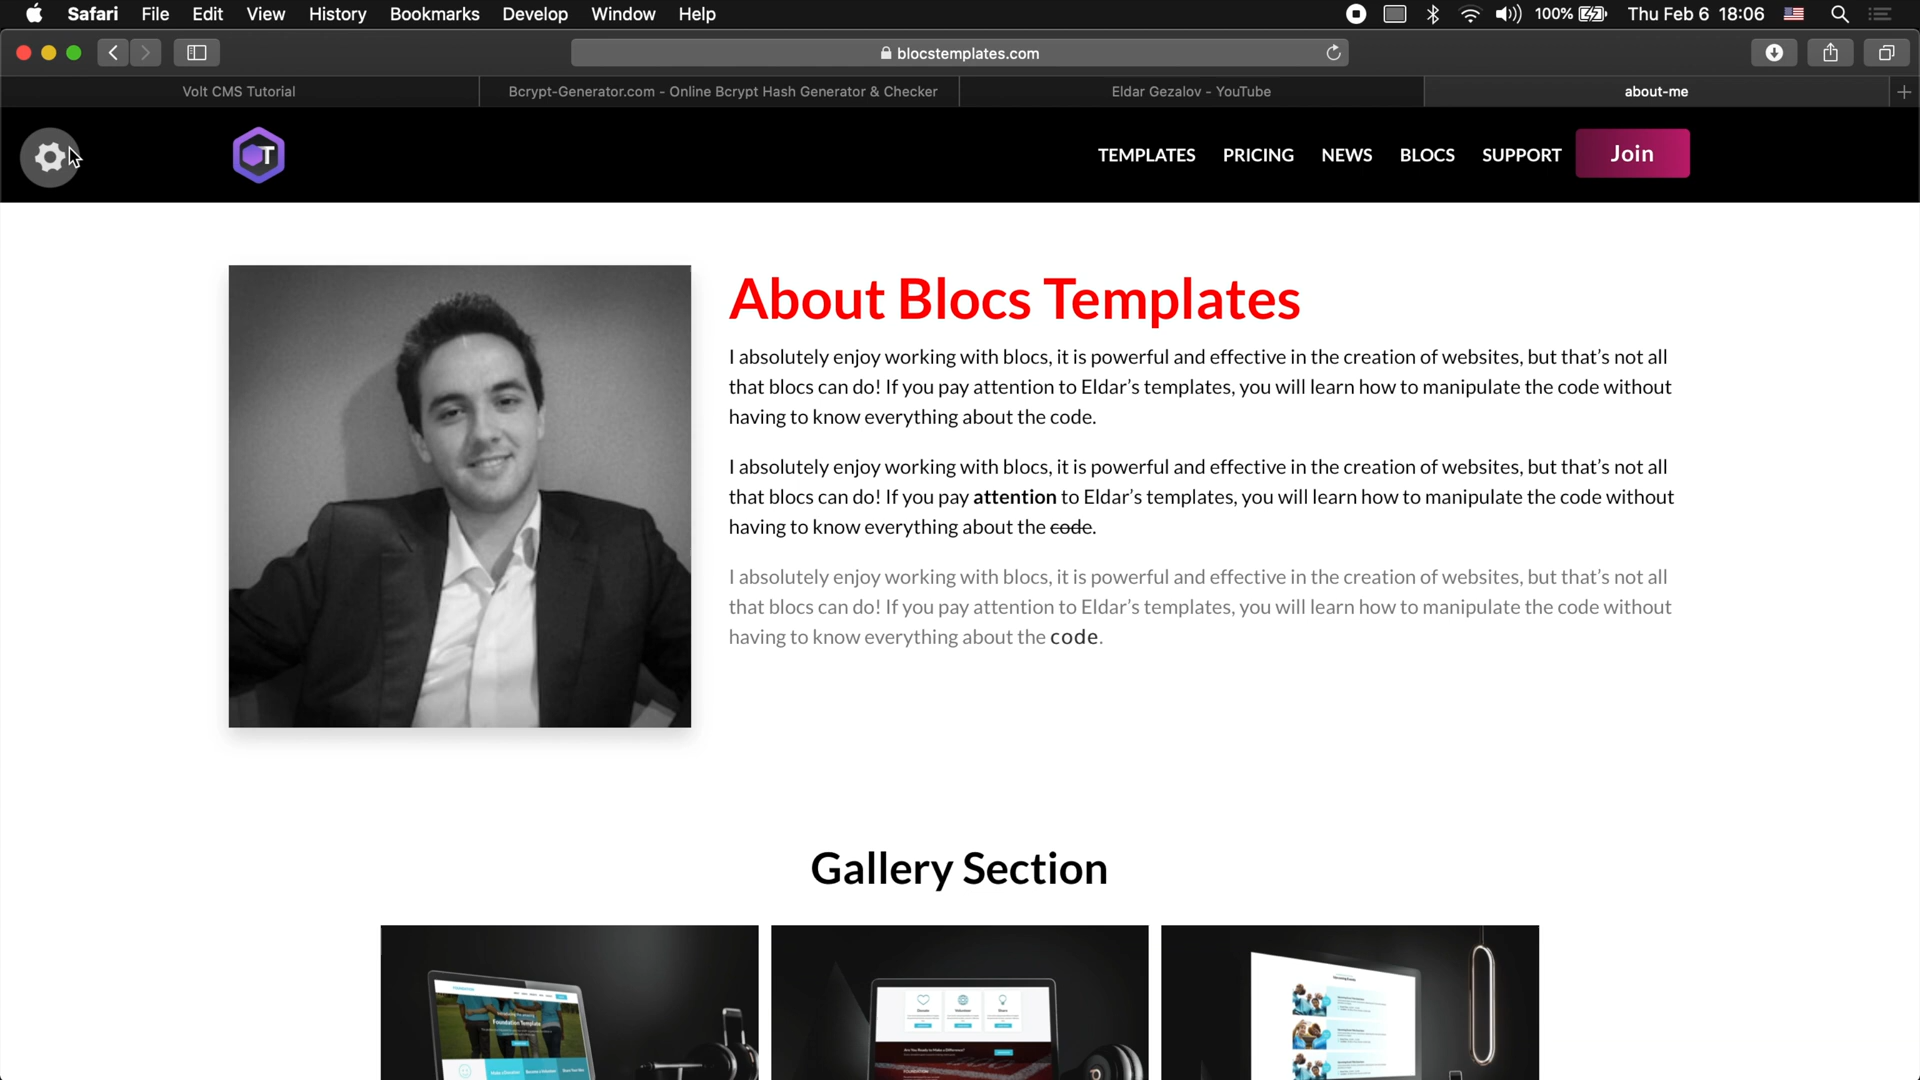 Safari File Edit View History Bookmarks Develop Window Help 100% Thu Feb 6 18:06
blocstemplates.com
Volt CMS Tutorial
Bcrypt-Generator.com - Online Bcrypt Hash Generator & Checker
Eldar Gezalov - YouTube
about-me
T
TEMPLATES PRICING NEWS BLOCS SUPPORT Join
About Blocs Templates
I absolutely enjoy working with blocs, it is powerful and effective in the creation of websites, but that’s not all
that blocs can do! If you pay attention to Eldar’s templates, you will learn how to manipulate the code without
having to know everything about the code.
I absolutely enjoy working with blocs, it is powerful and effective in the creation of websites, but that’s not all
that blocs can do! If you pay attention to Eldar’s templates, you will learn how to manipulate the code without
having to know everything about the code.
I absolutely enjoy working with blocs, it is powerful and effective in the creation of websites, but that’s not all
that blocs can do! If you pay attention to Eldar’s templates, you will learn how to manipulate the code without
having to know everything about the code.
Gallery Section
Foundation Template